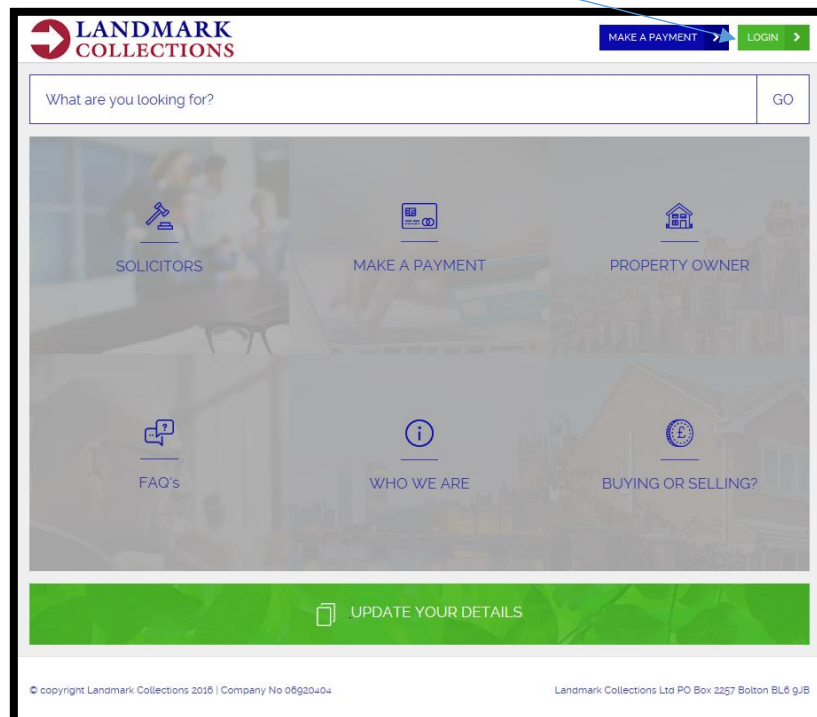 LANDMARK
COLLECTIONS
MAKE A PAYMENT
LOGIN
What are you looking for?
GO
SOLICITORS
MAKE A PAYMENT
PROPERTY OWNER
FAQ's
WHO WE ARE
BUYING OR SELLING?
UPDATE YOUR DETAILS
© copyright Landmark Collections 2016 | Company No 06920404
Landmark Collections Ltd PO Box 2257 Bolton BL6 9JB